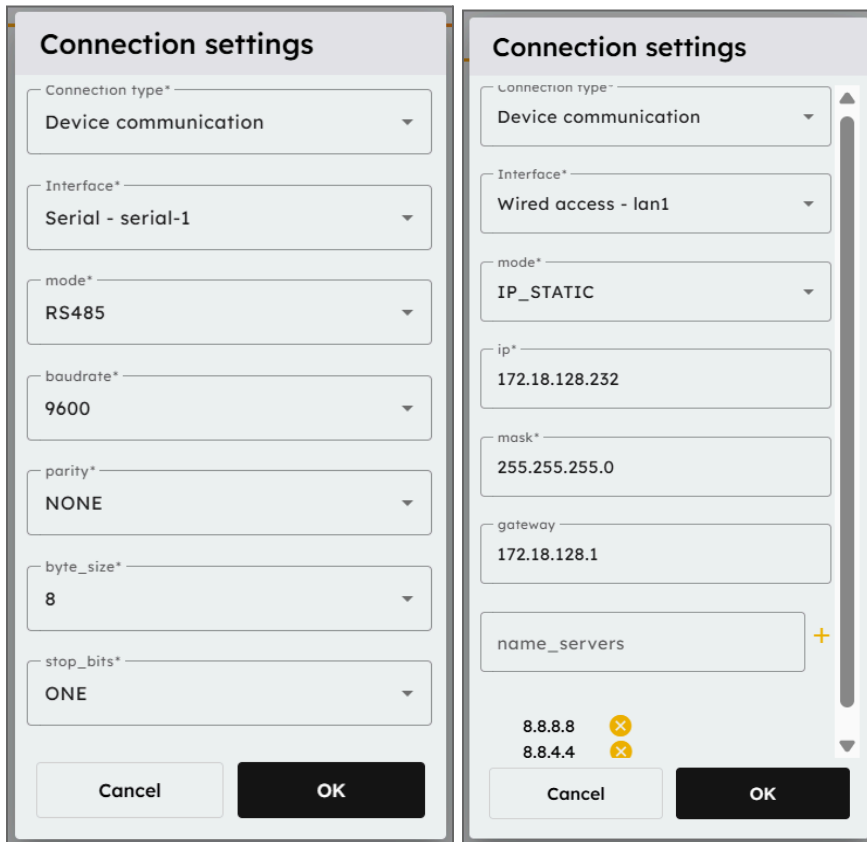 Connection settings
Connection type*
Device communication
Interface*
Serial - serial-1
mode*
RS485
baudrate*
9600
parity*
NONE
byte_size*
8
stop_bits*
ONE
Cancel
OK
Connection settings
Connection type*
Device communication
Interface*
Wired access - lan1
mode*
IP_STATIC
ip*
172.18.128.232
mask*
255.255.255.0
gateway
172.18.128.1
name_servers
+
8.8.8.8
8.8.4.4
Cancel
OK